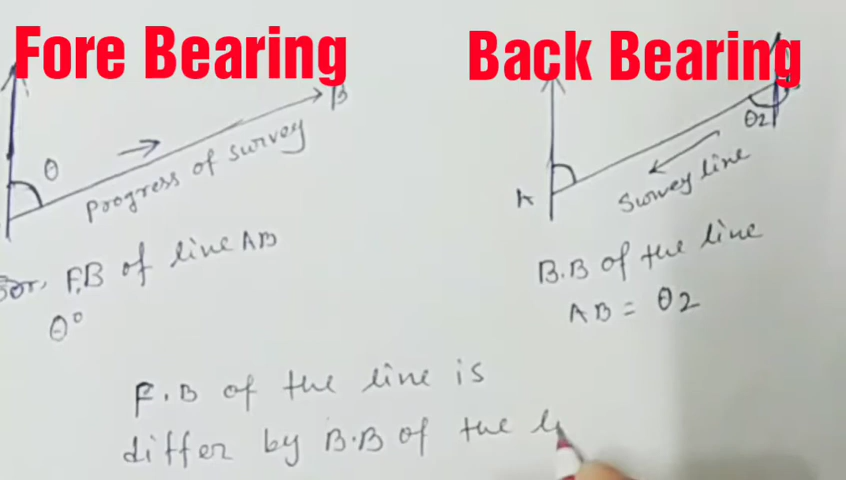 Fore Bearing
B
θ
Progress of survey
F.B of line AB
θ°
Back Bearing
θ2
A
Survey line
B.B of the line
AB = θ2
F.B of the line is
differ by B.B of the